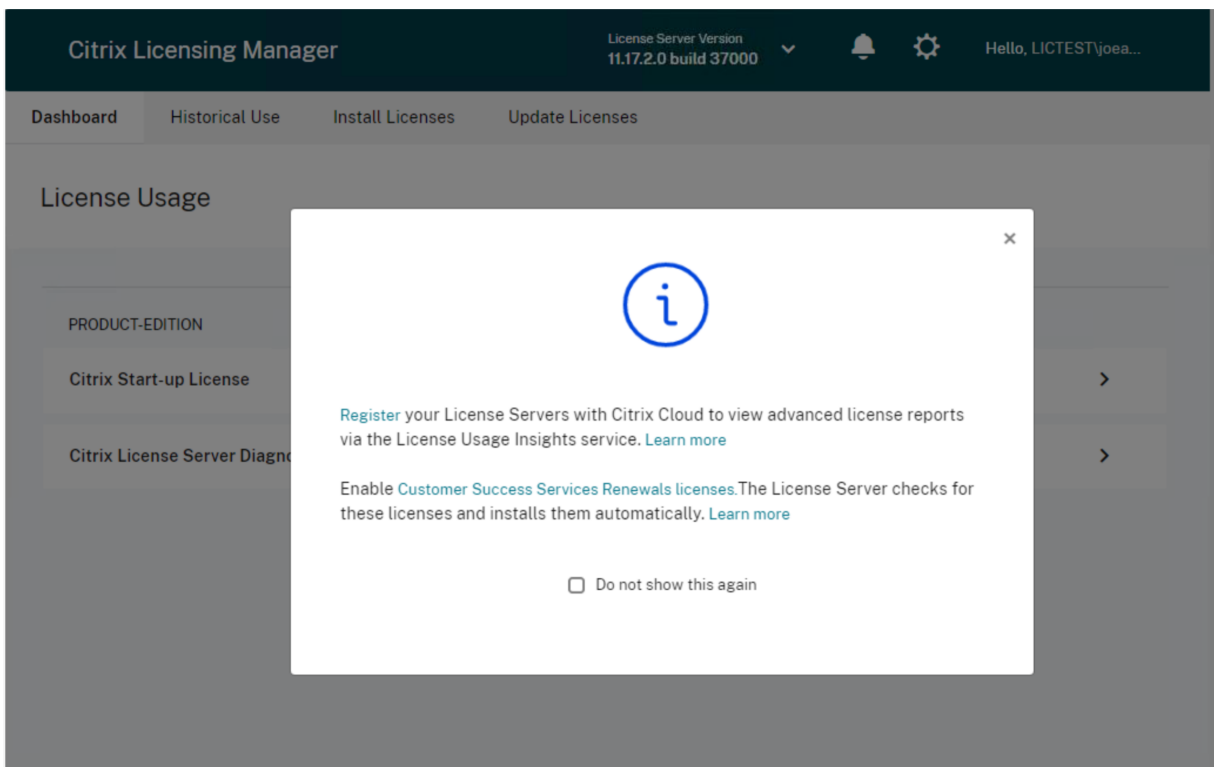 Citrix Licensing Manager
License Server Version
11.17.2.0 build 37000
Hello, LICTEST\joea...
Dashboard
Historical Use
Install Licenses
Update Licenses
License Usage
PRODUCT-EDITION
Citrix Start-up License
Citrix License Server Diagno
Register your License Servers with Citrix Cloud to view advanced license reports
via the License Usage Insights service. Learn more
Enable Customer Success Services Renewals licenses.The License Server checks for
these licenses and installs them automatically. Learn more
Do not show this again